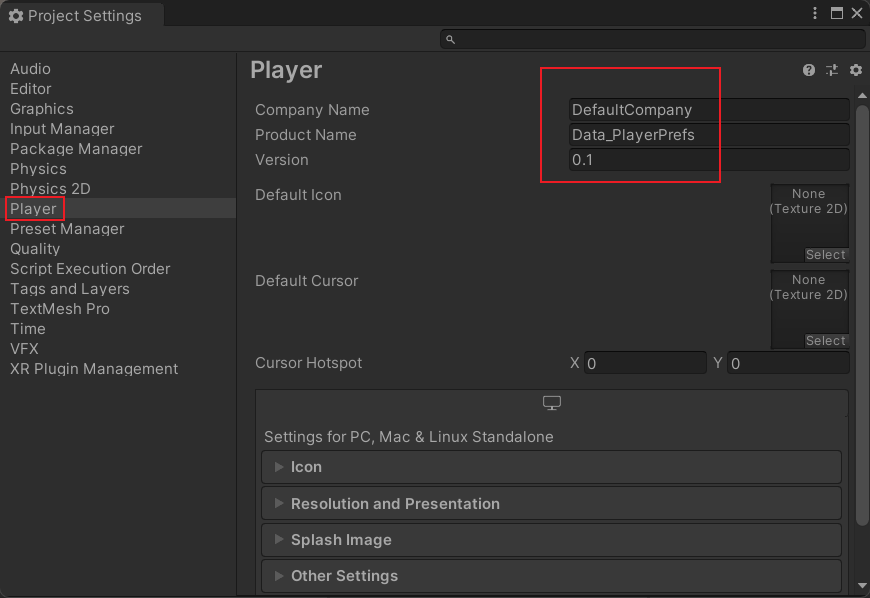 Project Settings
Audio
Editor
Graphics
Input Manager
Package Manager
Physics
Physics 2D
Player
Preset Manager
Quality
Script Execution Order
Tags and Layers
TextMesh Pro
Time
VFX
XR Plugin Management
Player
Company Name DefaultCompany
Product Name Data_PlayerPrefs
Version 0.1
Default Icon
None
(Texture 2D)
Select
Default Cursor
None
(Texture 2D)
Select
Cursor Hotspot X 0 Y 0
Settings for PC, Mac & Linux Standalone
Icon
Resolution and Presentation
Splash Image
Other Settings